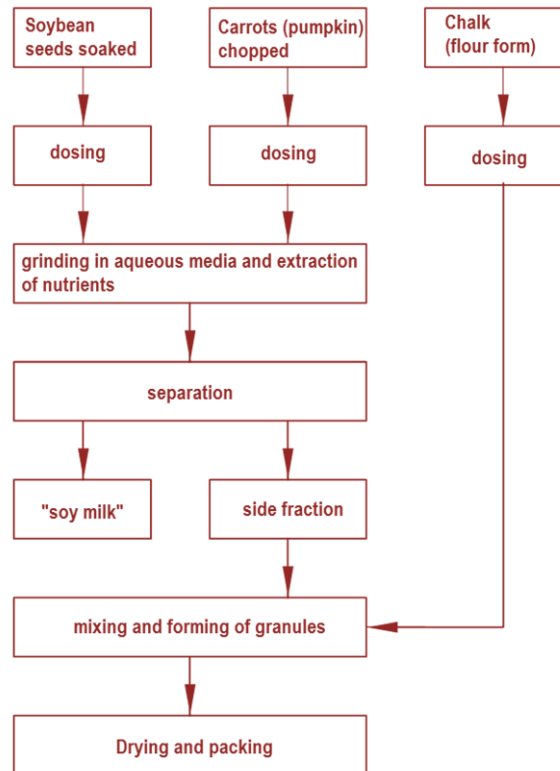 Soybean
seeds soaked
Carrots (pumpkin)
chopped
Chalk
(flour form)
dosing
dosing
dosing
grinding in aqueous media and extraction
of nutrients
separation
"soy milk"
side fraction
mixing and forming of granules
Drying and packing